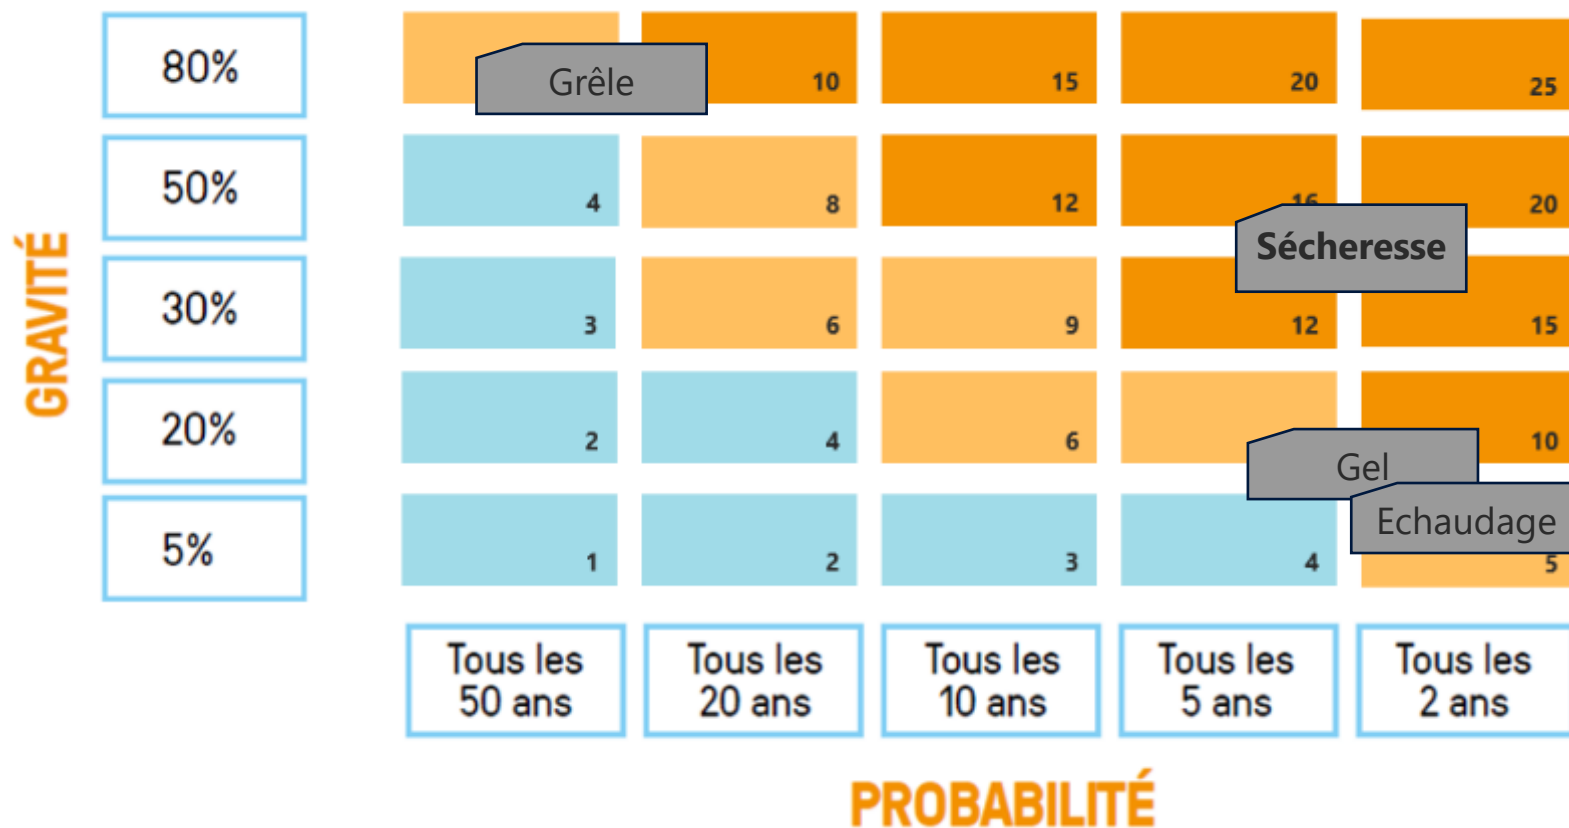 80%
Grêle
10
15
20
25
50%
4
8
12
16
20
Sécheresse
GRAVITÉ
30%
3
6
9
12
15
20%
2
4
6
10
Gel
Echaudage
5%
1
2
3
4
5
Tous les
50 ans
Tous les
20 ans
Tous les
10 ans
Tous les
5 ans
Tous les
2 ans
PROBABILITÉ